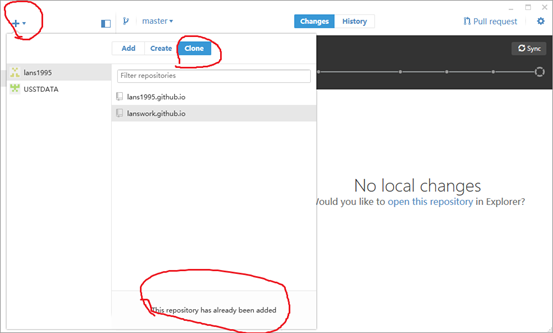 master
Changes
History
Pull request
Add
Create
Clone
Sync
lans1995
USSTDATA
Filter repositories
lans1995.github.io
lanswork.github.io
No local changes
Would you like to open this repository in Explorer?
This repository has already been added